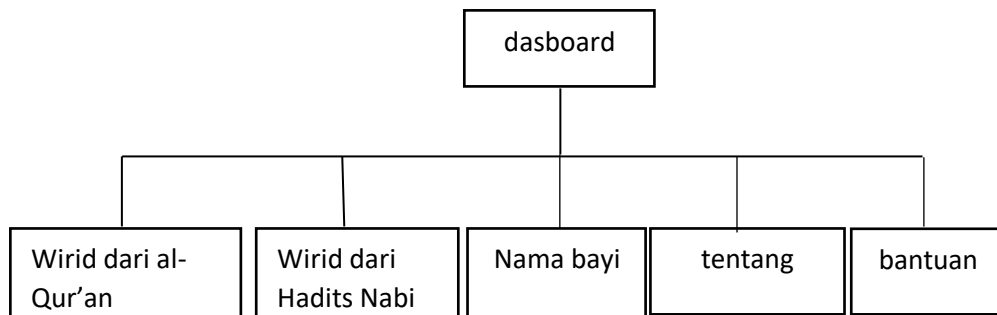 dasboard
Wirid dari al-
Qur’an
Wirid dari
Hadits Nabi
Nama bayi
tentang
bantuan